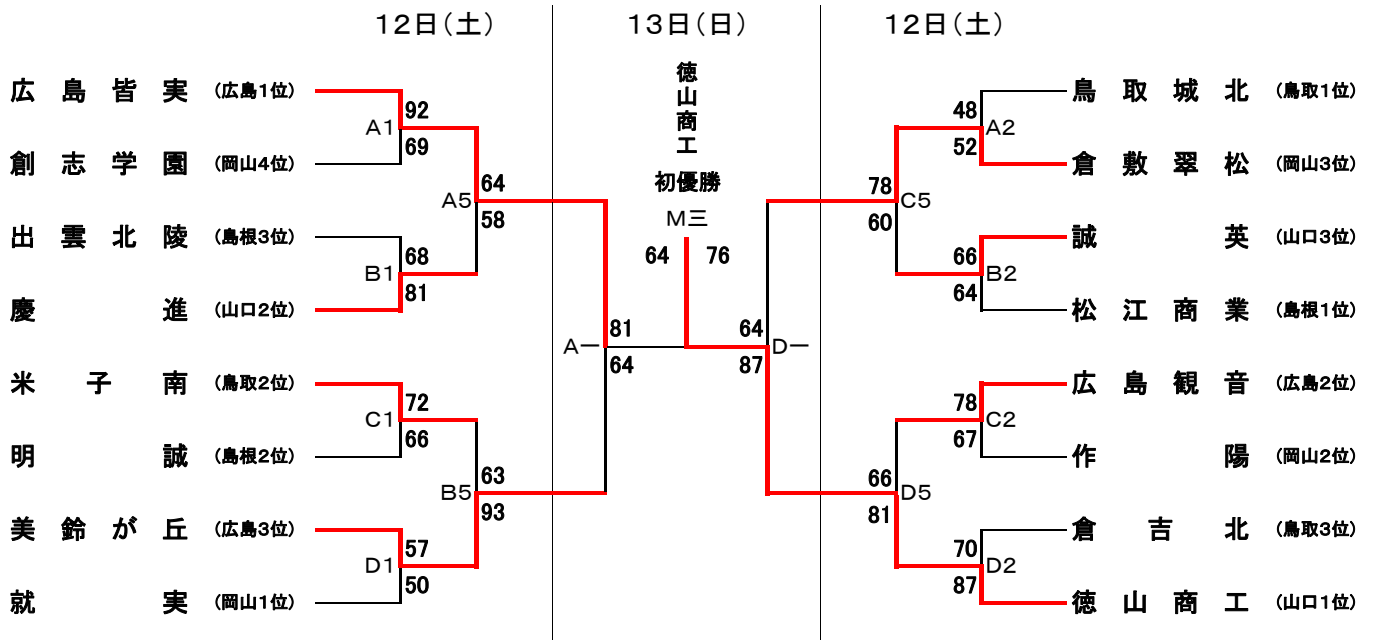 12日(土)
13日(日)
12日(土)
広島皆実 (広島1位)
創志学園 (岡山4位)
出雲北陵 (島根3位)
慶進 (山口2位)
米子南 (鳥取2位)
明誠 (島根2位)
美鈴が丘 (広島3位)
就実 (岡山1位)
A1
92
69
B1
68
81
C1
72
66
D1
57
50
A5
64
58
B5
63
93
A一
81
64
徳山商工
初優勝
M三
64 76
64
D一
87
78
C5
60
66
D5
81
48
A2
52
66
B2
64
78
C2
67
70
D2
87
鳥取城北 (鳥取1位)
倉敷翠松 (岡山3位)
誠英 (山口3位)
松江商業 (島根1位)
広島観音 (広島2位)
作陽 (岡山2位)
倉吉北 (鳥取3位)
徳山商工 (山口1位)